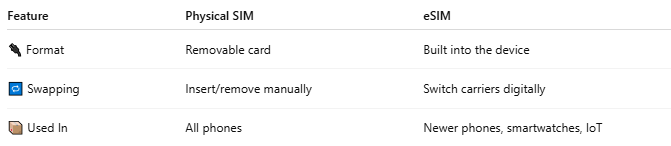 Feature Physical SIM eSIM
🔌 Format Removable card Built into the device
🔁 Swapping Insert/remove manually Switch carriers digitally
📦 Used In All phones Newer phones, smartwatches, IoT